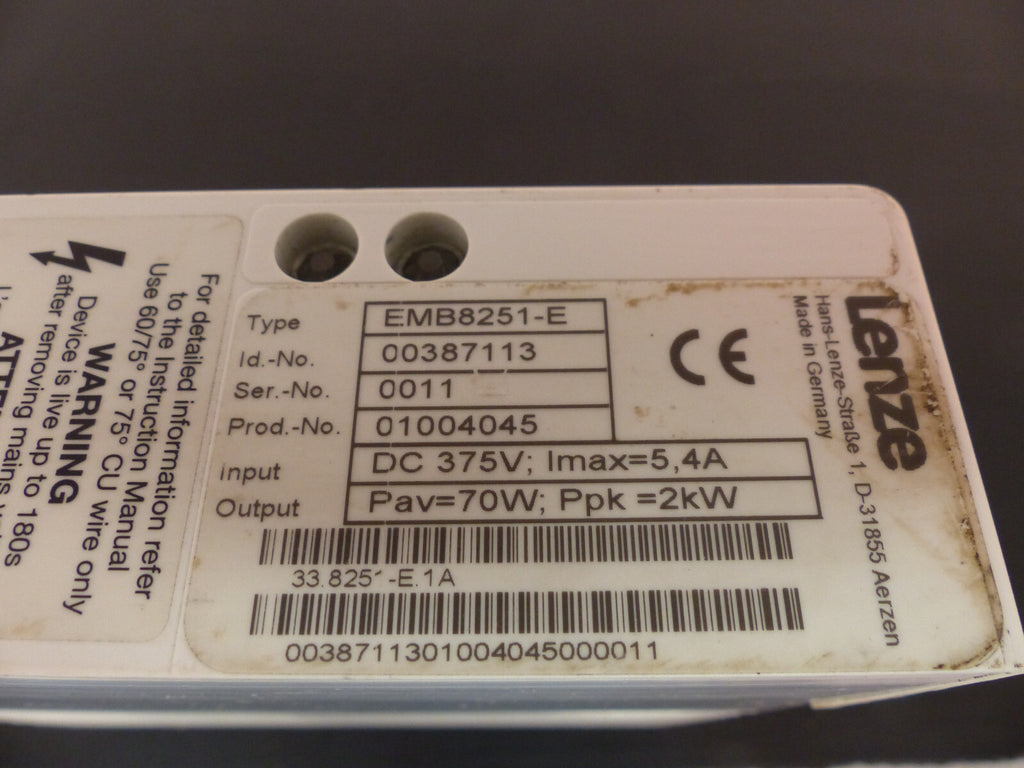 Type EMB8251-E
Id.-No. 00387113
Ser.-No. 0011
Prod.-No. 01004045
Input DC 375V; Imax=5,4A
Output Pav=70W; Ppk =2kW
33.8251-E.1A
0038711301004045000011
Lenze
Hans-Lenze-Straße 1, D-31855 Aerzen
Made in Germany
For detailed information refer
to the Instruction Manual
Use 60/75° or 75° CU wire only
WARNING
Device is live up to 180s
after removing mains